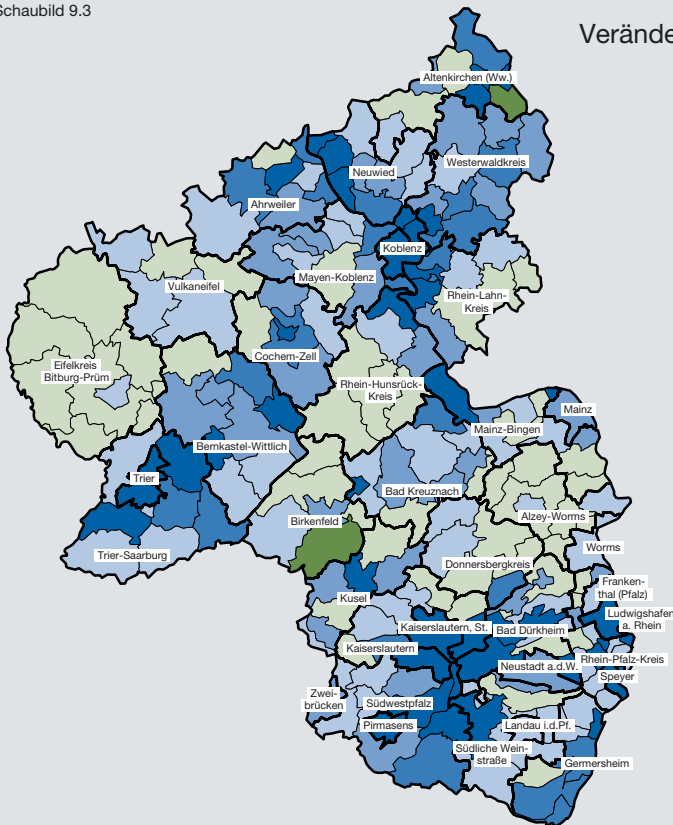 Schaubild 9.3
Verände
Altenkirchen (Ww.)
Westerwaldkreis
Neuwied
Ahrweiler
Koblenz
Mayen-Koblenz
Vulkaneifel
Rhein-Lahn-
Kreis
Cochem-Zell
Eifelkreis
Bitburg-Prüm
Rhein-Hunsrück-
Kreis
Mainz
Mainz-Bingen
Bernkastel-Wittlich
Trier
Bad Kreuznach
Birkenfeld
Alzey-Worms
Trier-Saarburg
Worms
Donnersbergkreis
Franken-
thal (Pfalz)
Kusel
Ludwigshafen
a. Rhein
Kaiserslautern, St.
Bad Dürkheim
Kaiserslautern
Rhein-Pfalz-Kreis
Neustadt a.d.W.
Speyer
Zwei-
brücken
Südwestpfalz
Pirmasens
Landau i.d.Pf.
Südliche Wein-
straße
Germersheim